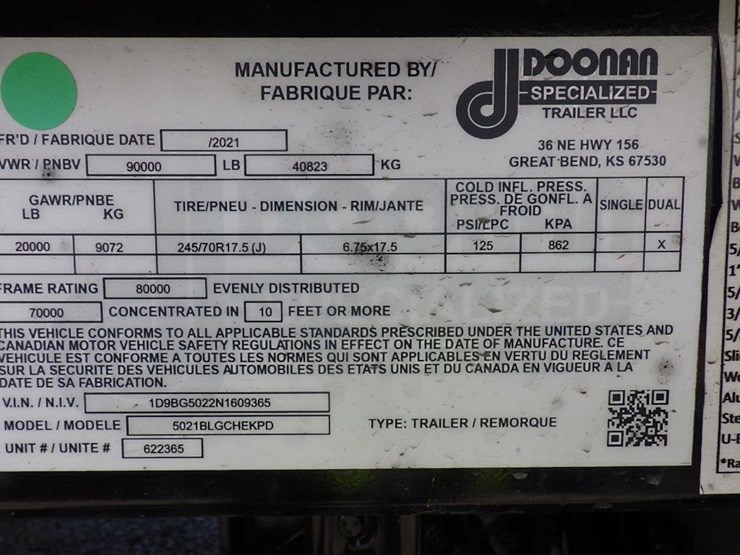 MANUFACTURED BY/
FABRIQUE PAR:
DOONAN
SPECIALIZED
TRAILER LLC
36 NE HWY 156
GREAT BEND, KS 67530
FR'D / FABRIQUE DATE /2021
VWR / PNBV 90000 LB 40823 KG
GAWR/PNBE
LB KG
TIRE/PNEU - DIMENSION - RIM/JANTE
COLD INFL. PRESS.
PRESS. DE GONFL. A
FROID
PSI/LPC KPA
SINGLE DUAL
20000 9072 245/70R17.5 (J) 6.75x17.5 125 862 X
FRAME RATING 80000 EVENLY DISTRIBUTED
70000 CONCENTRATED IN 10 FEET OR MORE
THIS VEHICLE CONFORMS TO ALL APPLICABLE STANDARDS PRESCRIBED UNDER THE UNITED STATES AND
CANADIAN MOTOR VEHICLE SAFETY REGULATIONS IN EFFECT ON THE DATE OF MANUFACTURE. CE
VEHICULE EST CONFORME A TOUTES LES NORMES QUI SONT APPLICABLES EN VERTU DU REGLEMENT
SUR LA SECURITE DES VEHICULES AUTOMOBILES DES ETATS UNIS ET DU CANADA EN VIGUEUR A LA
DATE DE SA FABRICATION.
V.I.N. / N.I.V. 1D9BG5022N1609365
MODEL / MODELE 5021BLGCHEKPD
TYPE: TRAILER / REMORQUE
UNIT # / UNITE # 622365